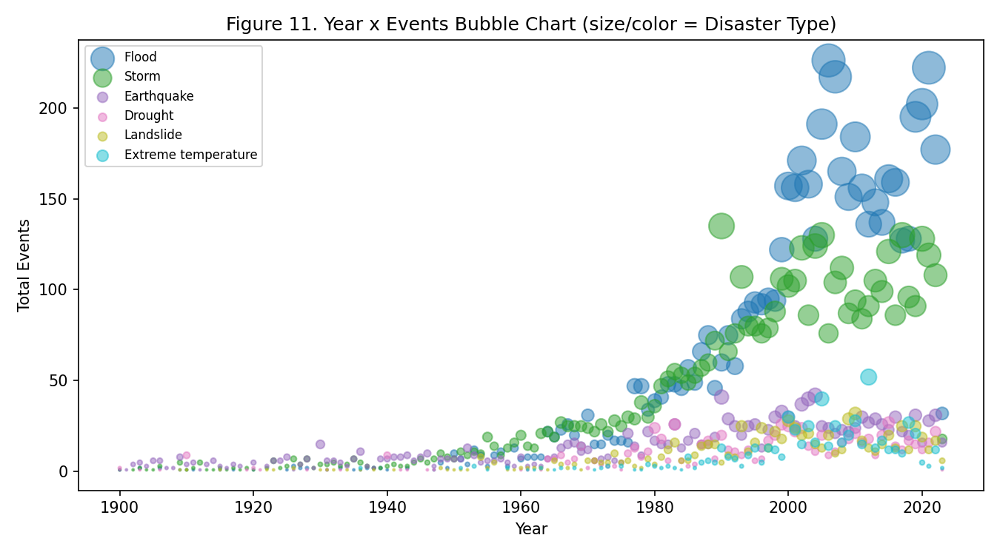 Figure 11. Year x Events Bubble Chart (size/color = Disaster Type)
Flood
Storm
Earthquake
Drought
Landslide
Extreme temperature
Total Events
200
150
100
50
0
1900 1920 1940 1960 1980 2000 2020
Year